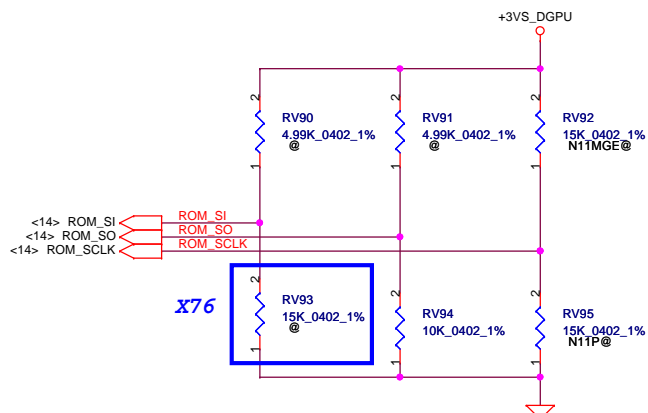 +3VS_DGPU
2
2
2
RV90
4.99K_0402_1%
@
RV91
4.99K_0402_1%
@
RV92
15K_0402_1%
N11MGE@
1
1
1
<14> ROM_SI
ROM_SI
<14> ROM_SO
ROM_SO
<14> ROM_SCLK
ROM_SCLK
X76
2
2
2
RV93
15K_0402_1%
@
RV94
10K_0402_1%
RV95
15K_0402_1%
N11P@
1
1
1